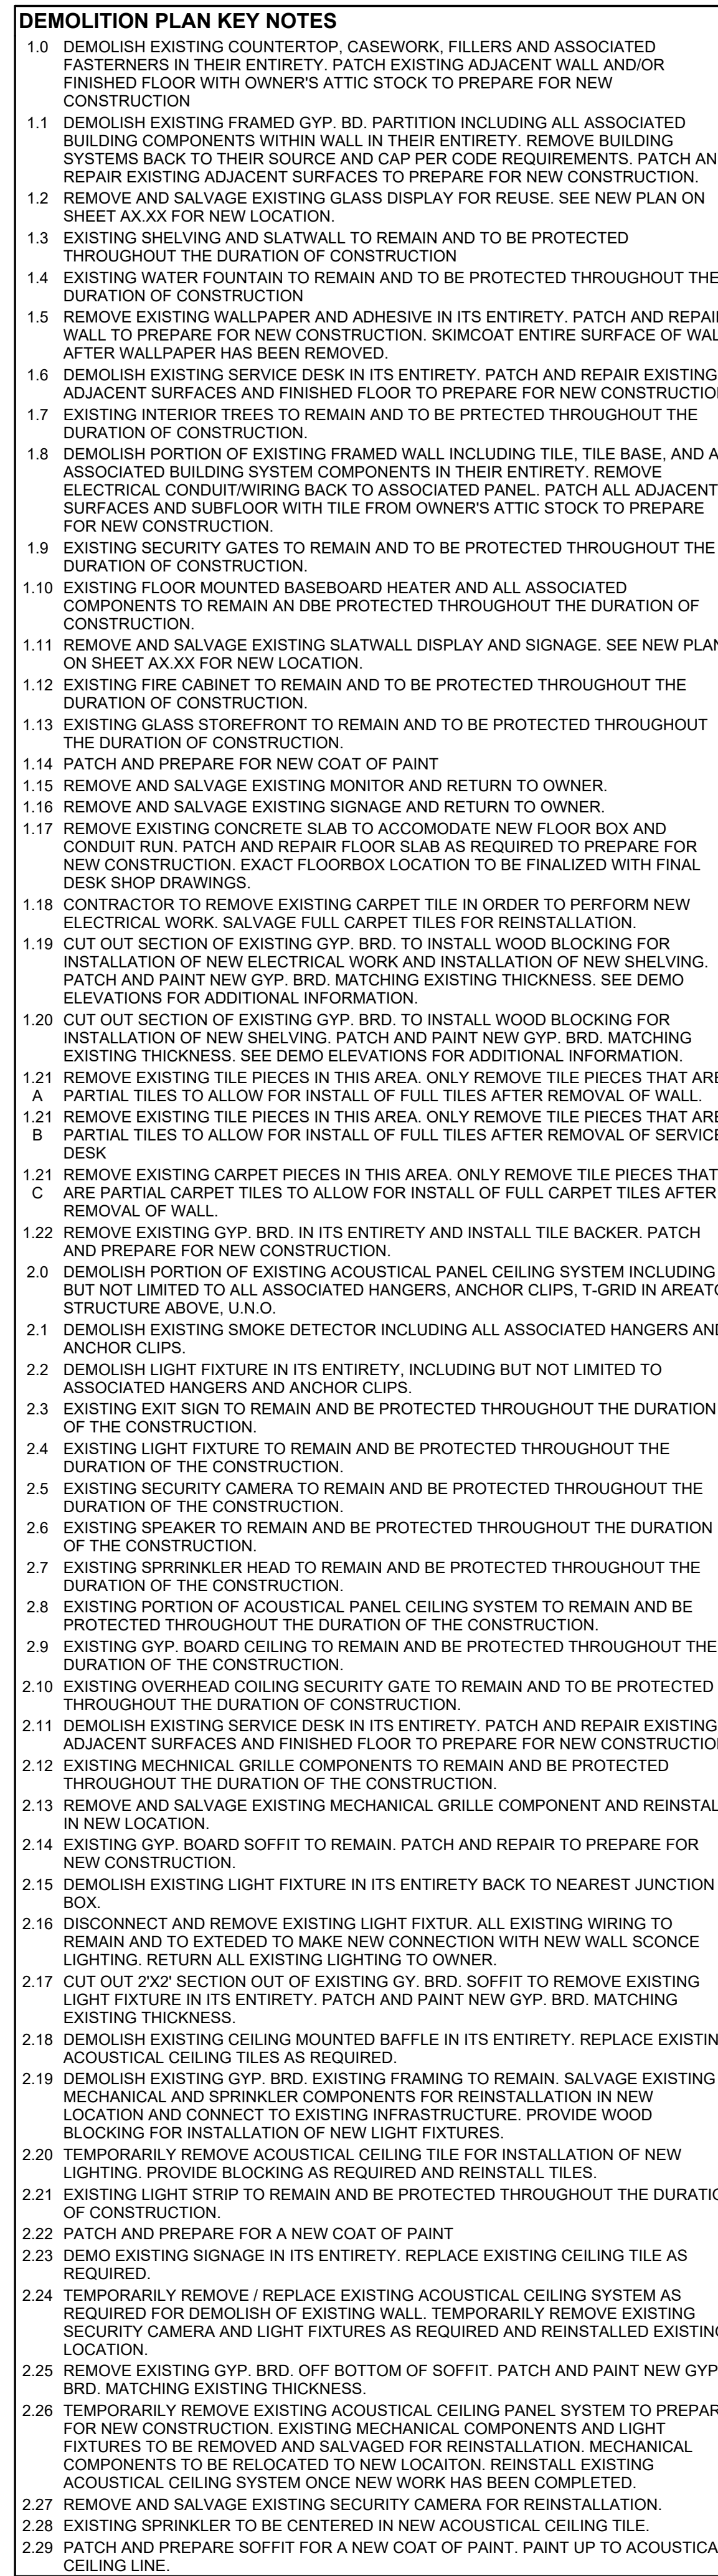 DEMOLITION PLAN KEY NOTES
1.0 DEMOLISH EXISTING COUNTERTOP, CASEWORK, FILLERS AND ASSOCIATED
FASTERNERS IN THEIR ENTIRETY. PATCH EXISTING ADJACENT WALL AND/OR
FINISHED FLOOR WITH OWNER'S ATTIC STOCK TO PREPARE FOR NEW
CONSTRUCTION
1.1 DEMOLISH EXISTING FRAMED GYP. BD. PARTITION INCLUDING ALL ASSOCIATED
BUILDING COMPONENTS WITHIN WALL IN THEIR ENTIRETY. REMOVE BUILDING
SYSTEMS BACK TO THEIR SOURCE AND CAP PER CODE REQUIREMENTS. PATCH AN
REPAIR EXISTING ADJACENT SURFACES TO PREPARE FOR NEW CONSTRUCTION.
1.2 REMOVE AND SALVAGE EXISTING GLASS DISPLAY FOR REUSE. SEE NEW PLAN ON
SHEET AX.XX FOR NEW LOCATION.
1.3 EXISTING SHELVING AND SLATWALL TO REMAIN AND TO BE PROTECTED
THROUGHOUT THE DURATION OF CONSTRUCTION
1.4 EXISTING WATER FOUNTAIN TO REMAIN AND TO BE PROTECTED THROUGHOUT THE
DURATION OF CONSTRUCTION
1.5 REMOVE EXISTING WALLPAPER AND ADHESIVE IN ITS ENTIRETY. PATCH AND REPAI
WALL TO PREPARE FOR NEW CONSTRUCTION. SKIMCOAT ENTIRE SURFACE OF WAL
AFTER WALLPAPER HAS BEEN REMOVED.
1.6 DEMOLISH EXISTING SERVICE DESK IN ITS ENTIRETY. PATCH AND REPAIR EXISTING
ADJACENT SURFACES AND FINISHED FLOOR TO PREPARE FOR NEW CONSTRUCTIO
1.7 EXISTING INTERIOR TREES TO REMAIN AND TO BE PRTECTED THROUGHOUT THE
DURATION OF CONSTRUCTION.
1.8 DEMOLISH PORTION OF EXISTING FRAMED WALL INCLUDING TILE, TILE BASE, AND A
ASSOCIATED BUILDING SYSTEM COMPONENTS IN THEIR ENTIRETY. REMOVE
ELECTRICAL CONDUIT/WIRING BACK TO ASSOCIATED PANEL. PATCH ALL ADJACENT
SURFACES AND SUBFLOOR WITH TILE FROM OWNER'S ATTIC STOCK TO PREPARE
FOR NEW CONSTRUCTION.
1.9 EXISTING SECURITY GATES TO REMAIN AND TO BE PROTECTED THROUGHOUT THE
DURATION OF CONSTRUCTION.
1.10 EXISTING FLOOR MOUNTED BASEBOARD HEATER AND ALL ASSOCIATED
COMPONENTS TO REMAIN AN DBE PROTECTED THROUGHOUT THE DURATION OF
CONSTRUCTION.
1.11 REMOVE AND SALVAGE EXISTING SLATWALL DISPLAY AND SIGNAGE. SEE NEW PLAN
ON SHEET AX.XX FOR NEW LOCATION.
1.12 EXISTING FIRE CABINET TO REMAIN AND TO BE PROTECTED THROUGHOUT THE
DURATION OF CONSTRUCTION.
1.13 EXISTING GLASS STOREFRONT TO REMAIN AND TO BE PROTECTED THROUGHOUT
THE DURATION OF CONSTRUCTION.
1.14 PATCH AND PREPARE FOR NEW COAT OF PAINT
1.15 REMOVE AND SALVAGE EXISTING MONITOR AND RETURN TO OWNER.
1.16 REMOVE AND SALVAGE EXISTING SIGNAGE AND RETURN TO OWNER.
1.17 REMOVE EXISTING CONCRETE SLAB TO ACCOMODATE NEW FLOOR BOX AND
CONDUIT RUN. PATCH AND REPAIR FLOOR SLAB AS REQUIRED TO PREPARE FOR
NEW CONSTRUCTION. EXACT FLOORBOX LOCATION TO BE FINALIZED WITH FINAL
DESK SHOP DRAWINGS.
1.18 CONTRACTOR TO REMOVE EXISTING CARPET TILE IN ORDER TO PERFORM NEW
ELECTRICAL WORK. SALVAGE FULL CARPET TILES FOR REINSTALLATION.
1.19 CUT OUT SECTION OF EXISTING GYP. BRD. TO INSTALL WOOD BLOCKING FOR
INSTALLATION OF NEW ELECTRICAL WORK AND INSTALLATION OF NEW SHELVING.
PATCH AND PAINT NEW GYP. BRD. MATCHING EXISTING THICKNESS. SEE DEMO
ELEVATIONS FOR ADDITIONAL INFORMATION.
1.20 CUT OUT SECTION OF EXISTING GYP. BRD. TO INSTALL WOOD BLOCKING FOR
INSTALLATION OF NEW SHELVING. PATCH AND PAINT NEW GYP. BRD. MATCHING
EXISTING THICKNESS. SEE DEMO ELEVATIONS FOR ADDITIONAL INFORMATION.
1.21 REMOVE EXISTING TILE PIECES IN THIS AREA. ONLY REMOVE TILE PIECES THAT ARE
A PARTIAL TILES TO ALLOW FOR INSTALL OF FULL TILES AFTER REMOVAL OF WALL.
1.21 REMOVE EXISTING TILE PIECES IN THIS AREA. ONLY REMOVE TILE PIECES THAT ARE
B PARTIAL TILES TO ALLOW FOR INSTALL OF FULL TILES AFTER REMOVAL OF SERVICE
DESK
1.21 REMOVE EXISTING CARPET PIECES IN THIS AREA. ONLY REMOVE TILE PIECES THAT
C ARE PARTIAL CARPET TILES TO ALLOW FOR INSTALL OF FULL CARPET TILES AFTER
REMOVAL OF WALL.
1.22 REMOVE EXISTING GYP. BRD. IN ITS ENTIRETY AND INSTALL TILE BACKER. PATCH
AND PREPARE FOR NEW CONSTRUCTION.
2.0 DEMOLISH PORTION OF EXISTING ACOUSTICAL PANEL CEILING SYSTEM INCLUDING
BUT NOT LIMITED TO ALL ASSOCIATED HANGERS, ANCHOR CLIPS, T-GRID IN AREATO
STRUCTURE ABOVE, U.N.O.
2.1 DEMOLISH EXISTING SMOKE DETECTOR INCLUDING ALL ASSOCIATED HANGERS AND
ANCHOR CLIPS.
2.2 DEMOLISH LIGHT FIXTURE IN ITS ENTIRETY, INCLUDING BUT NOT LIMITED TO
ASSOCIATED HANGERS AND ANCHOR CLIPS.
2.3 EXISTING EXIT SIGN TO REMAIN AND BE PROTECTED THROUGHOUT THE DURATION
OF THE CONSTRUCTION.
2.4 EXISTING LIGHT FIXTURE TO REMAIN AND BE PROTECTED THROUGHOUT THE
DURATION OF THE CONSTRUCTION.
2.5 EXISTING SECURITY CAMERA TO REMAIN AND BE PROTECTED THROUGHOUT THE
DURATION OF THE CONSTRUCTION.
2.6 EXISTING SPEAKER TO REMAIN AND BE PROTECTED THROUGHOUT THE DURATION
OF THE CONSTRUCTION.
2.7 EXISTING SPRRINKLER HEAD TO REMAIN AND BE PROTECTED THROUGHOUT THE
DURATION OF THE CONSTRUCTION.
2.8 EXISTING PORTION OF ACOUSTICAL PANEL CEILING SYSTEM TO REMAIN AND BE
PROTECTED THROUGHOUT THE DURATION OF THE CONSTRUCTION.
2.9 EXISTING GYP. BOARD CEILING TO REMAIN AND BE PROTECTED THROUGHOUT THE
DURATION OF THE CONSTRUCTION.
2.10 EXISTING OVERHEAD COILING SECURITY GATE TO REMAIN AND TO BE PROTECTED
THROUGHOUT THE DURATION OF CONSTRUCTION.
2.11 DEMOLISH EXISTING SERVICE DESK IN ITS ENTIRETY. PATCH AND REPAIR EXISTING
ADJACENT SURFACES AND FINISHED FLOOR TO PREPARE FOR NEW CONSTRUCTIO
2.12 EXISTING MECHNICAL GRILLE COMPONENTS TO REMAIN AND BE PROTECTED
THROUGHOUT THE DURATION OF THE CONSTRUCTION.
2.13 REMOVE AND SALVAGE EXISTING MECHANICAL GRILLE COMPONENT AND REINSTAL
IN NEW LOCATION.
2.14 EXISTING GYP. BOARD SOFFIT TO REMAIN. PATCH AND REPAIR TO PREPARE FOR
NEW CONSTRUCTION.
2.15 DEMOLISH EXISTING LIGHT FIXTURE IN ITS ENTIRETY BACK TO NEAREST JUNCTION
BOX.
2.16 DISCONNECT AND REMOVE EXISTING LIGHT FIXTUR. ALL EXISTING WIRING TO
REMAIN AND TO EXTEDED TO MAKE NEW CONNECTION WITH NEW WALL SCONCE
LIGHTING. RETURN ALL EXISTING LIGHTING TO OWNER.
2.17 CUT OUT 2'X2' SECTION OUT OF EXISTING GY. BRD. SOFFIT TO REMOVE EXISTING
LIGHT FIXTURE IN ITS ENTIRETY. PATCH AND PAINT NEW GYP. BRD. MATCHING
EXISTING THICKNESS.
2.18 DEMOLISH EXISTING CEILING MOUNTED BAFFLE IN ITS ENTIRETY. REPLACE EXISTIN
ACOUSTICAL CEILING TILES AS REQUIRED.
2.19 DEMOLISH EXISTING GYP. BRD. EXISTING FRAMING TO REMAIN. SALVAGE EXISTING
MECHANICAL AND SPRINKLER COMPONENTS FOR REINSTALLATION IN NEW
LOCATION AND CONNECT TO EXISTING INFRASTRUCTURE. PROVIDE WOOD
BLOCKING FOR INSTALLATION OF NEW LIGHT FIXTURES.
2.20 TEMPORARILY REMOVE ACOUSTICAL CEILING TILE FOR INSTALLATION OF NEW
LIGHTING. PROVIDE BLOCKING AS REQUIRED AND REINSTALL TILES.
2.21 EXISTING LIGHT STRIP TO REMAIN AND BE PROTECTED THROUGHOUT THE DURATIO
OF CONSTRUCTION.
2.22 PATCH AND PREPARE FOR A NEW COAT OF PAINT
2.23 DEMO EXISTING SIGNAGE IN ITS ENTIRETY. REPLACE EXISTING CEILING TILE AS
REQUIRED.
2.24 TEMPORARILY REMOVE / REPLACE EXISTING ACOUSTICAL CEILING SYSTEM AS
REQUIRED FOR DEMOLISH OF EXISTING WALL. TEMPORARILY REMOVE EXISTING
SECURITY CAMERA AND LIGHT FIXTURES AS REQUIRED AND REINSTALLED EXISTING
LOCATION.
2.25 REMOVE EXISTING GYP. BRD. OFF BOTTOM OF SOFFIT. PATCH AND PAINT NEW GYP
BRD. MATCHING EXISTING THICKNESS.
2.26 TEMPORARILY REMOVE EXISTING ACOUSTICAL CEILING PANEL SYSTEM TO PREPAR
FOR NEW CONSTRUCTION. EXISTING MECHANICAL COMPONENTS AND LIGHT
FIXTURES TO BE REMOVED AND SALVAGED FOR REINSTALLATION. MECHANICAL
COMPONENTS TO BE RELOCATED TO NEW LOCAITON. REINSTALL EXISTING
ACOUSTICAL CEILING SYSTEM ONCE NEW WORK HAS BEEN COMPLETED.
2.27 REMOVE AND SALVAGE EXISTING SECURITY CAMERA FOR REINSTALLATION.
2.28 EXISTING SPRINKLER TO BE CENTERED IN NEW ACOUSTICAL CEILING TILE.
2.29 PATCH AND PREPARE SOFFIT FOR A NEW COAT OF PAINT. PAINT UP TO ACOUSTICA
CEILING LINE.